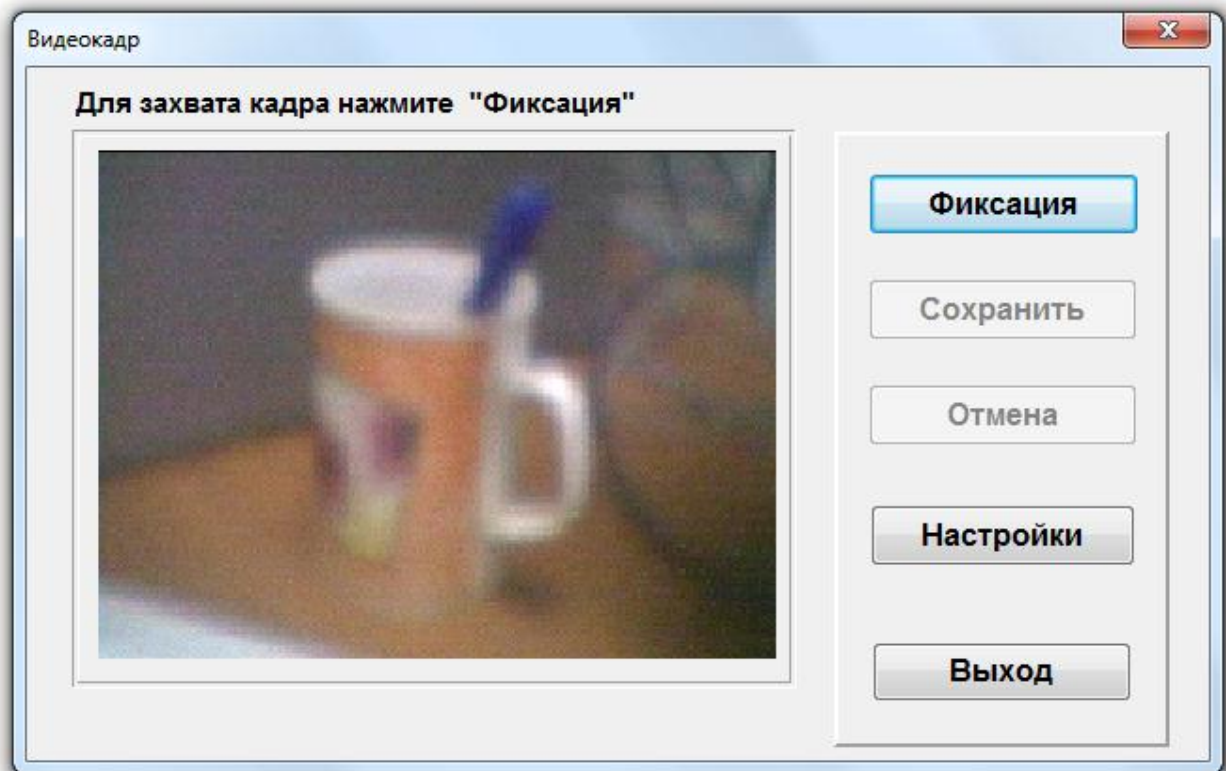 Видеокадр
Для захвата кадра нажмите "Фиксация"
Фиксация
Сохранить
Отмена
Настройки
Выход